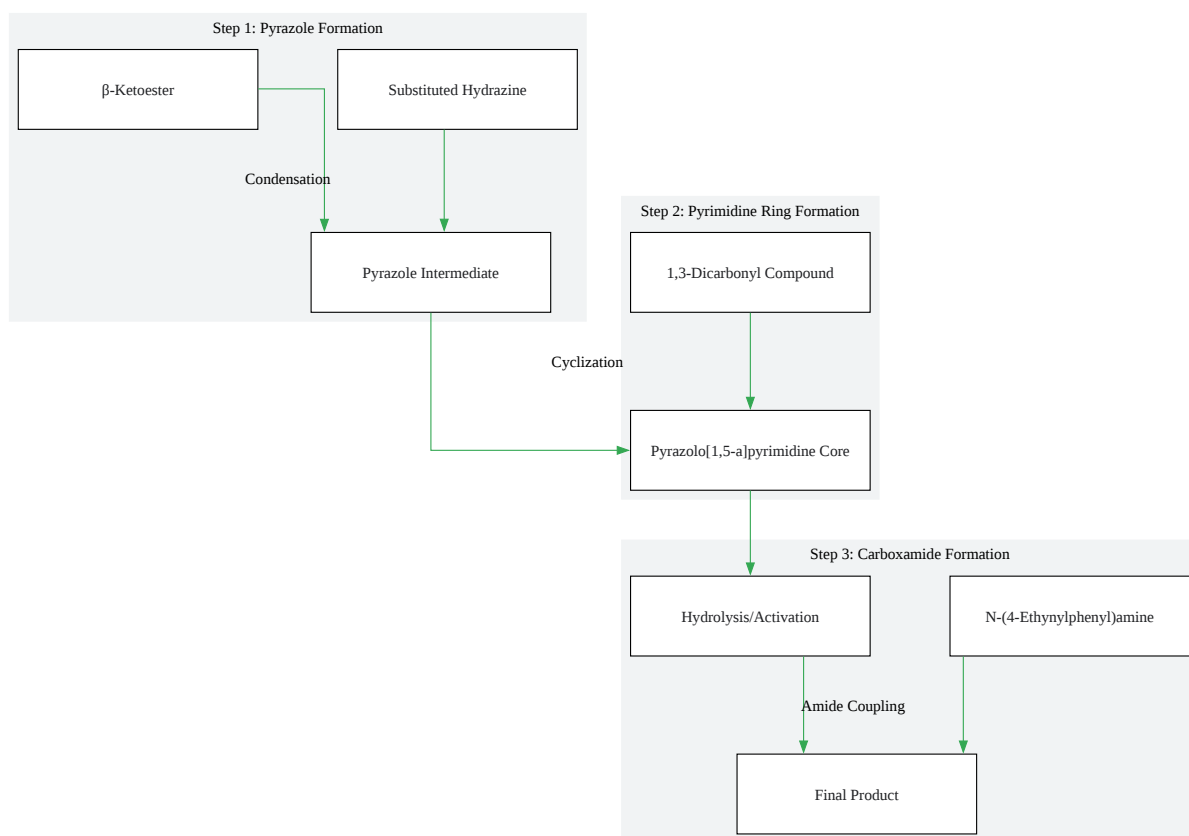 Step 1: Pyrazole Formation
β-Ketoester
Substituted Hydrazine
Condensation
Pyrazole Intermediate
Step 2: Pyrimidine Ring Formation
1,3-Dicarbonyl Compound
Cyclization
Pyrazolo[1,5-a]pyrimidine Core
Step 3: Carboxamide Formation
Hydrolysis/Activation
N-(4-Ethynylphenyl)amine
Amide Coupling
Final Product